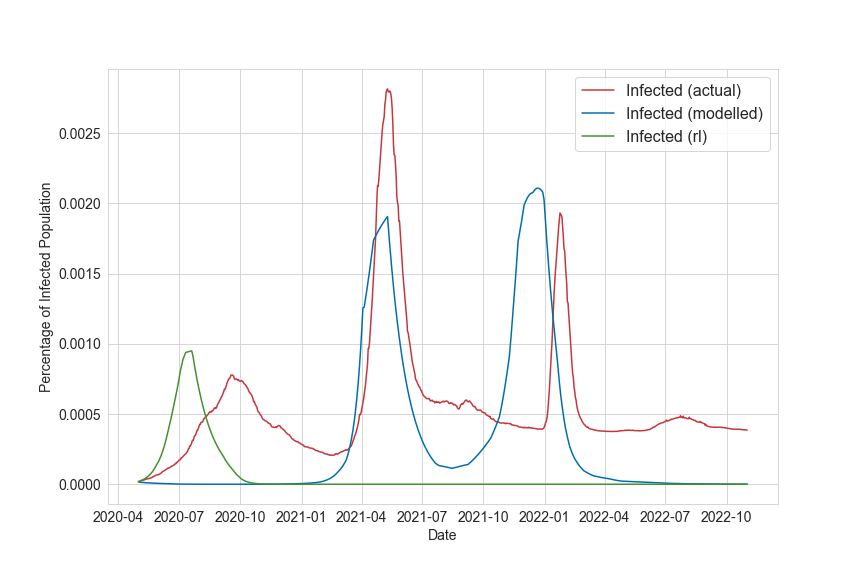 Infected (actual)
Infected (modelled)
Infected (rl)
Percentage of Infected Population
0.0025
0.0020
0.0015
0.0010
0.0005
0.0000
2020-04 2020-07 2020-10 2021-01 2021-04 2021-07 2021-10 2022-01 2022-04 2022-07 2022-10
Date